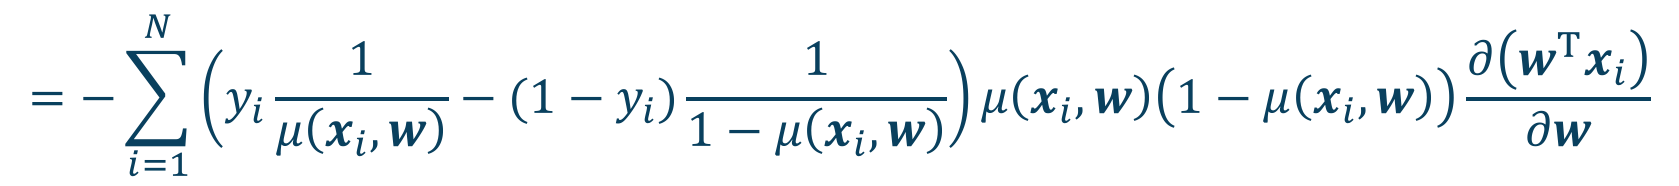 = -\sum_{i=1}^{N} \left( y_i \frac{1}{\mu(\boldsymbol{x}_i, \boldsymbol{w})} - (1 - y_i) \frac{1}{1 - \mu(\boldsymbol{x}_i, \boldsymbol{w})} \right) \mu(\boldsymbol{x}_i, \boldsymbol{w}) \big(1 - \mu(\boldsymbol{x}_i, \boldsymbol{w})\big) \frac{\partial \big(\boldsymbol{w}^{\mathrm{T}} \boldsymbol{x}_i\big)}{\partial \boldsymbol{w}}